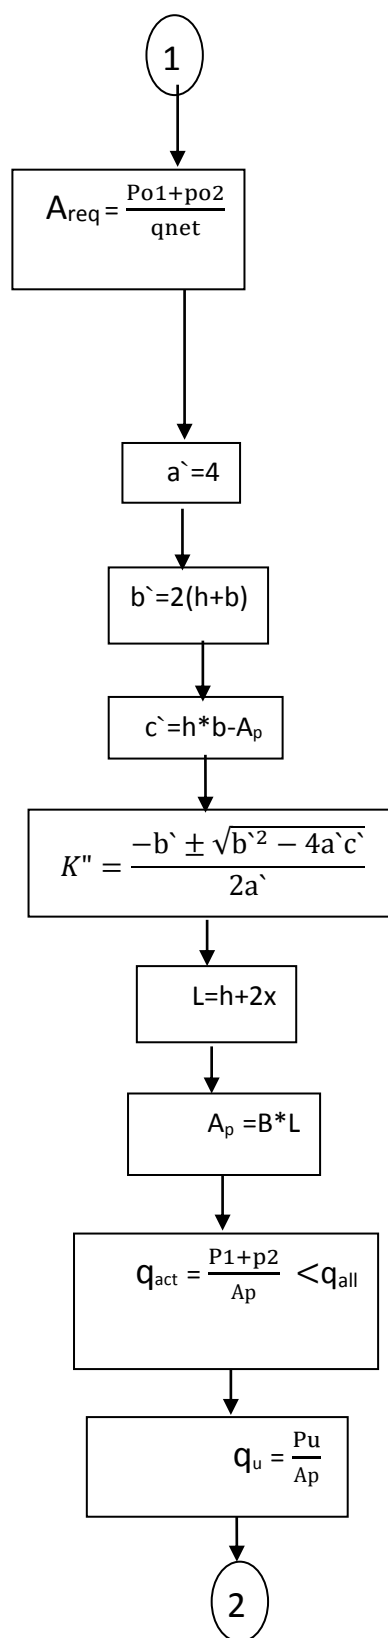 1
Areq = Po1+po2 / qnet
a`=4
b`=2(h+b)
c`=h*b-Ap
K" = -b` ± √b`² − 4a`c` / 2a`
L=h+2x
Ap =B*L
qact = P1+p2 / Ap <qall
qu = Pu / Ap
2